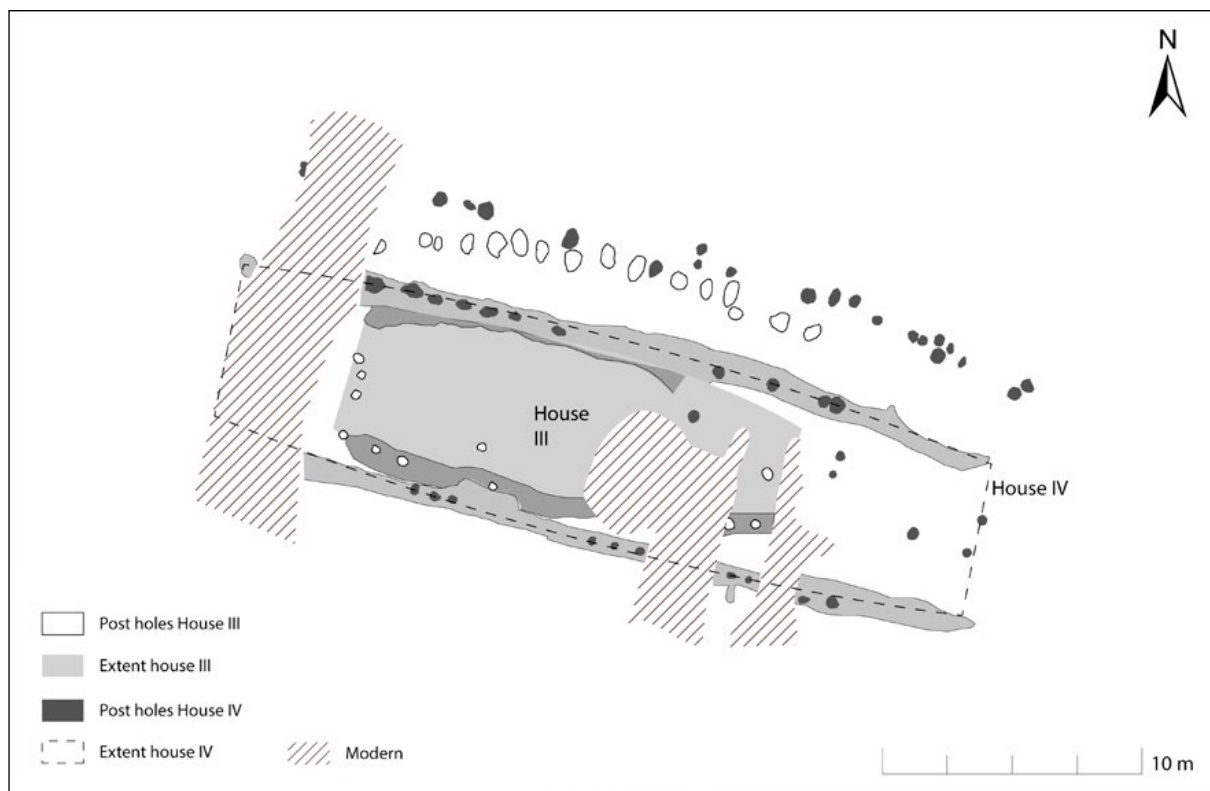 N
House
III
House IV
Post holes House III
Extent house III
Post holes House IV
Extent house IV
Modern
10 m